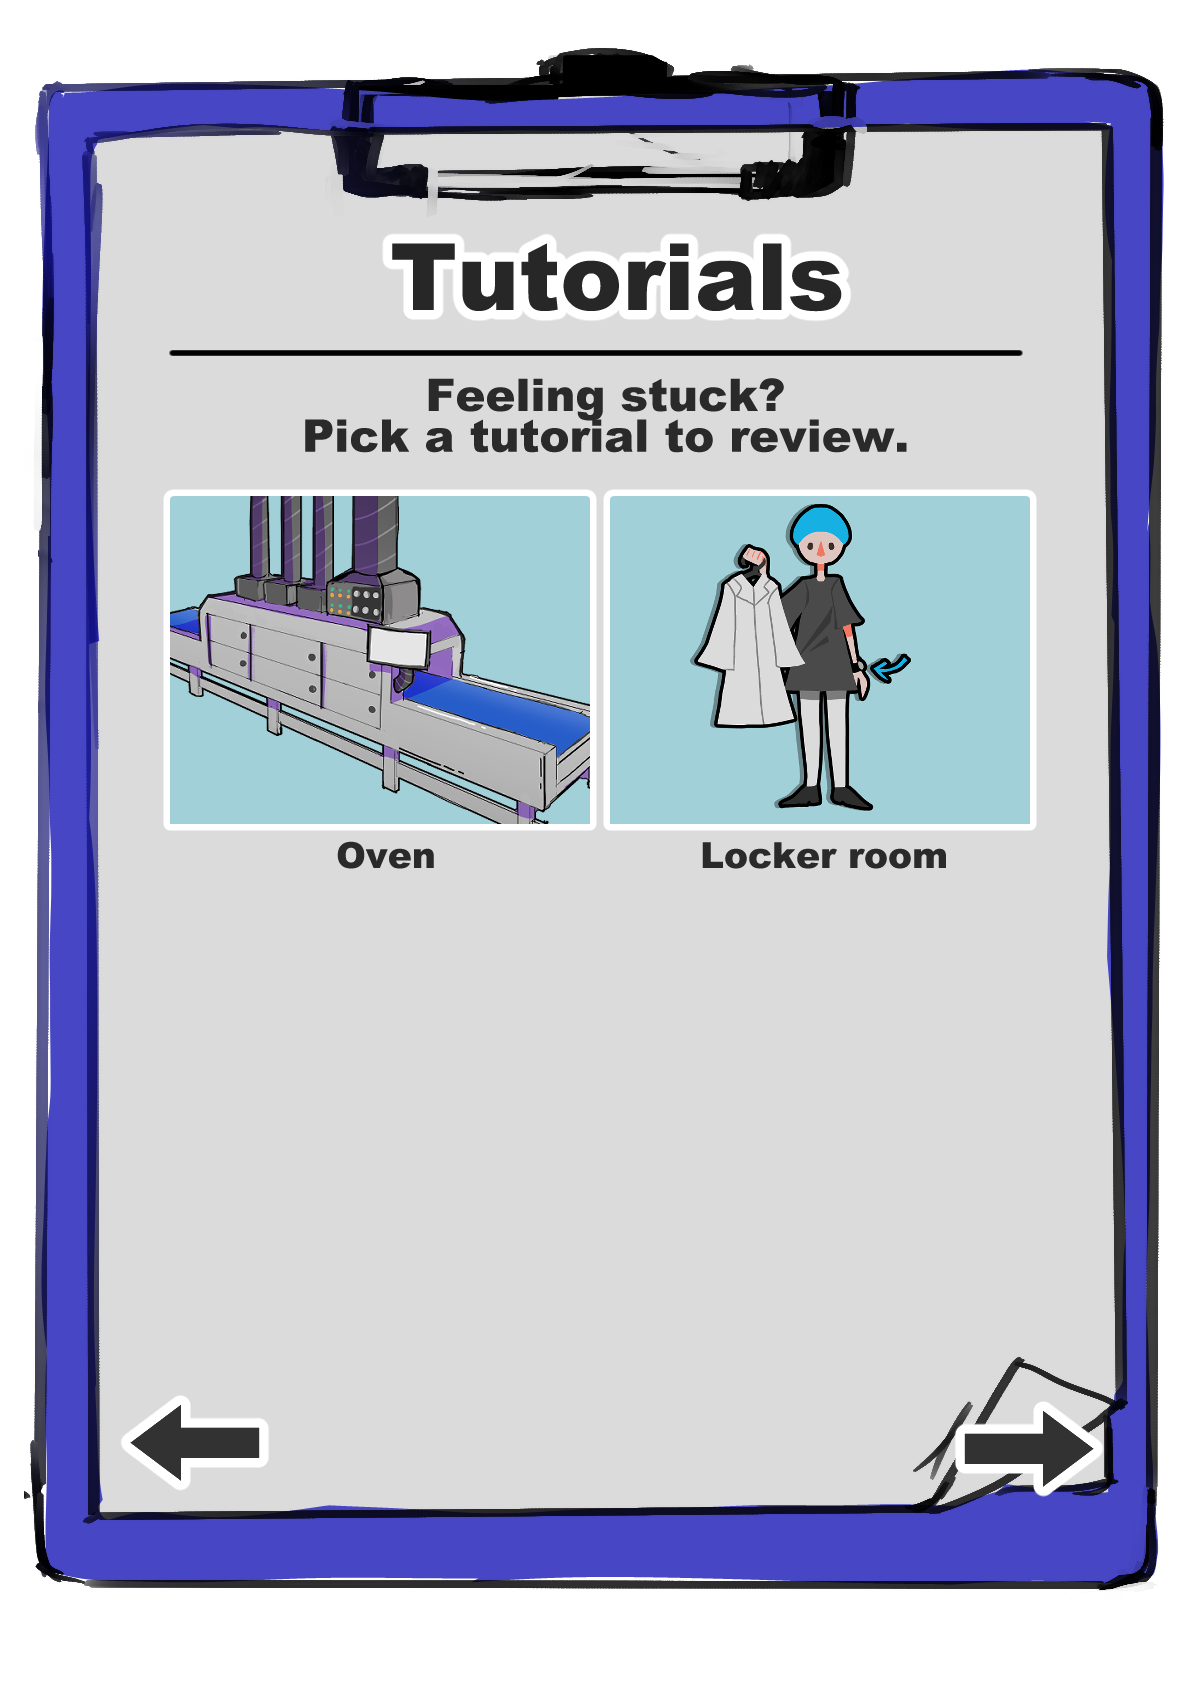 Tutorials
Feeling stuck?
Pick a tutorial to review.
Oven
Locker room